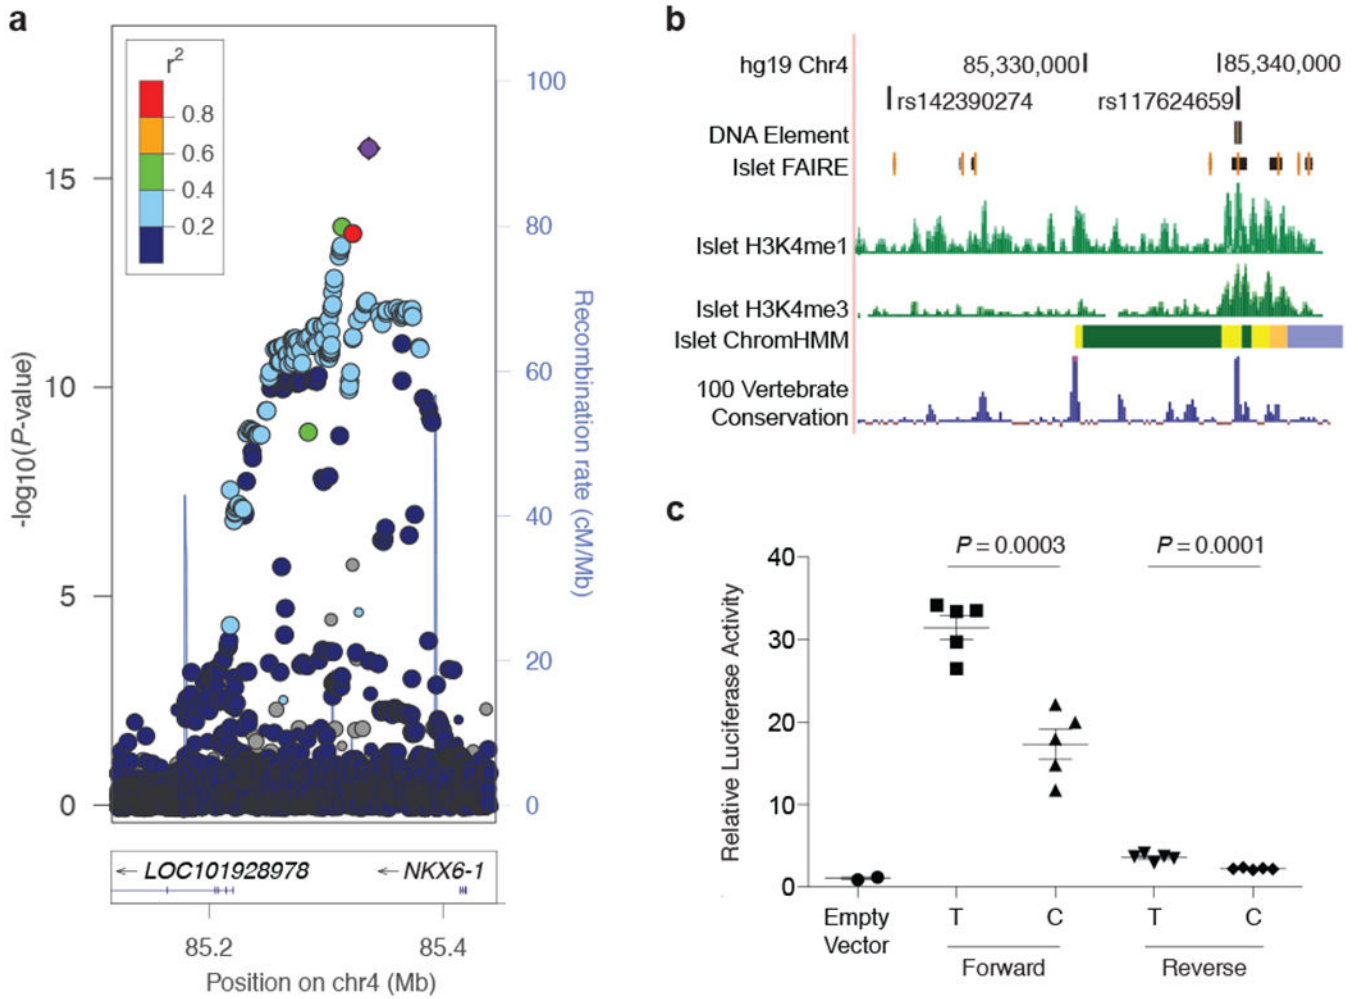 a
r2
0.8
0.6
0.4
0.2
15
10
5
0
-log10(P-value)
100
80
60
40
20
0
Recombination rate (cM/Mb)
← LOC101928978
← NKX6-1
85.2
85.4
Position on chr4 (Mb)
b
hg19 Chr4
85,330,000
85,340,000
rs142390274
rs117624659
DNA Element
Islet FAIRE
Islet H3K4me1
Islet H3K4me3
Islet ChromHMM
100 Vertebrate
Conservation
c
P = 0.0003
P = 0.0001
40
30
20
10
0
Relative Luciferase Activity
Empty
Vector
T
C
T
C
Forward
Reverse